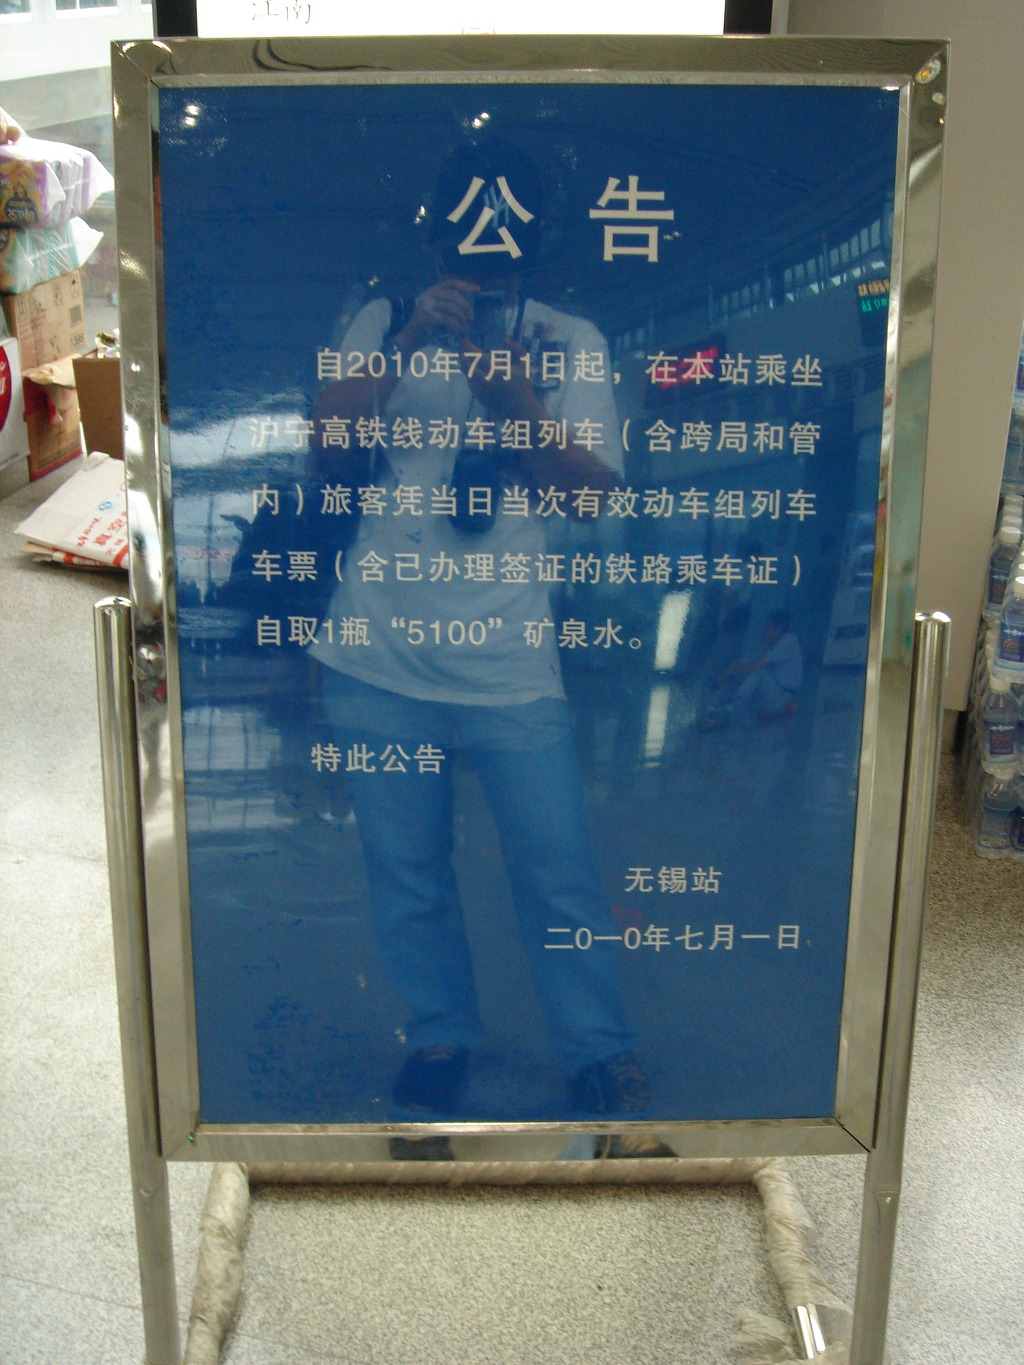 江南
公告
自2010年7月1日起，在本站乘坐
沪宁高铁线动车组列车（含跨局和管
内）旅客凭当日当次有效动车组列车
车票（含已办理签证的铁路乘车证）
自取1瓶“5100”矿泉水。
特此公告
无锡站
二0一0年七月一日